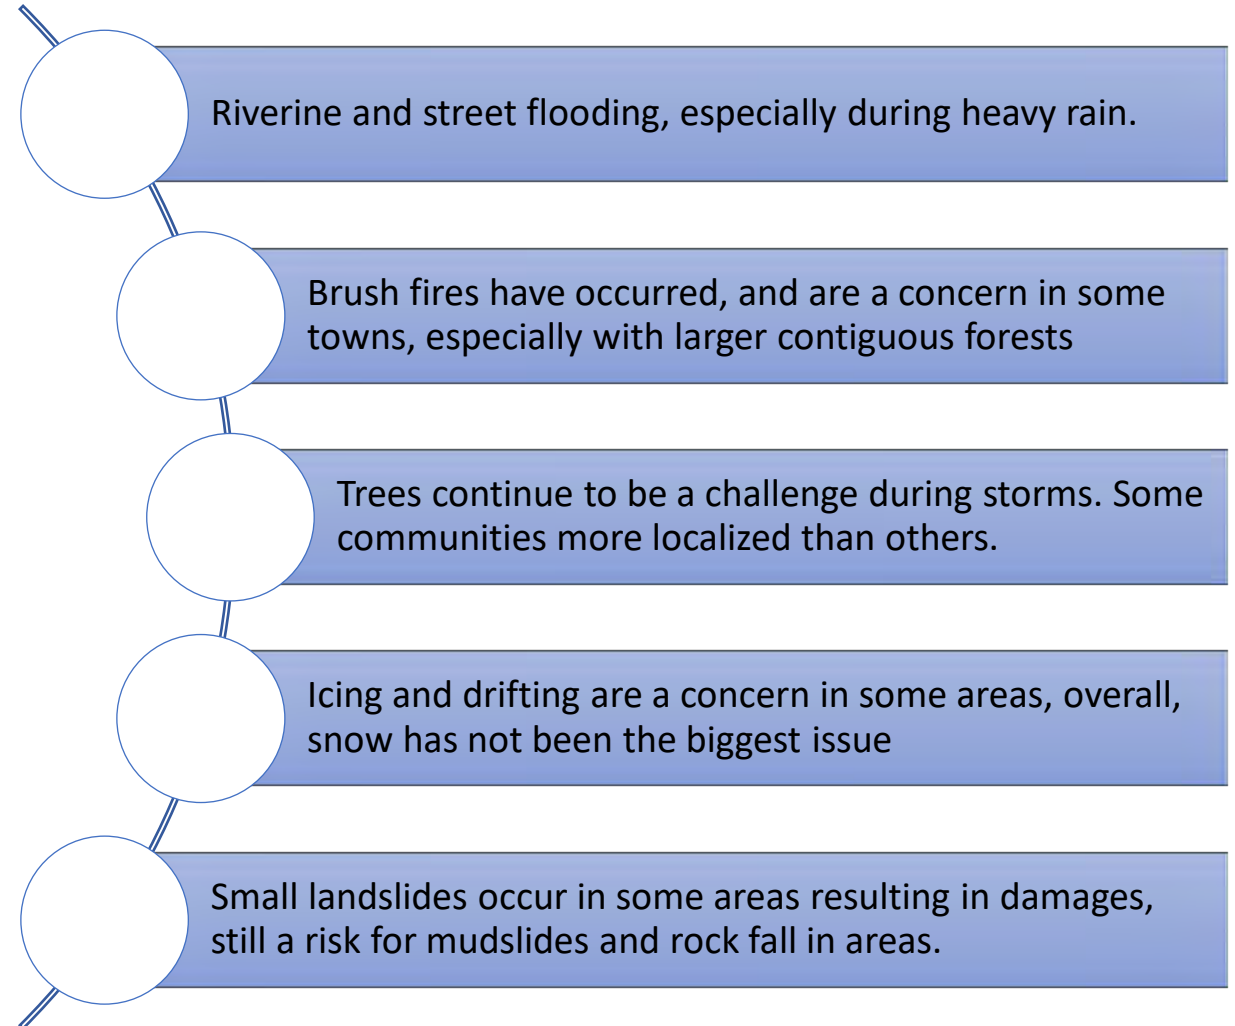 Riverine and street flooding, especially during heavy rain.
Brush fires have occurred, and are a concern in some
towns, especially with larger contiguous forests
Trees continue to be a challenge during storms. Some
communities more localized than others.
Icing and drifting are a concern in some areas, overall,
snow has not been the biggest issue
Small landslides occur in some areas resulting in damages,
still a risk for mudslides and rock fall in areas.